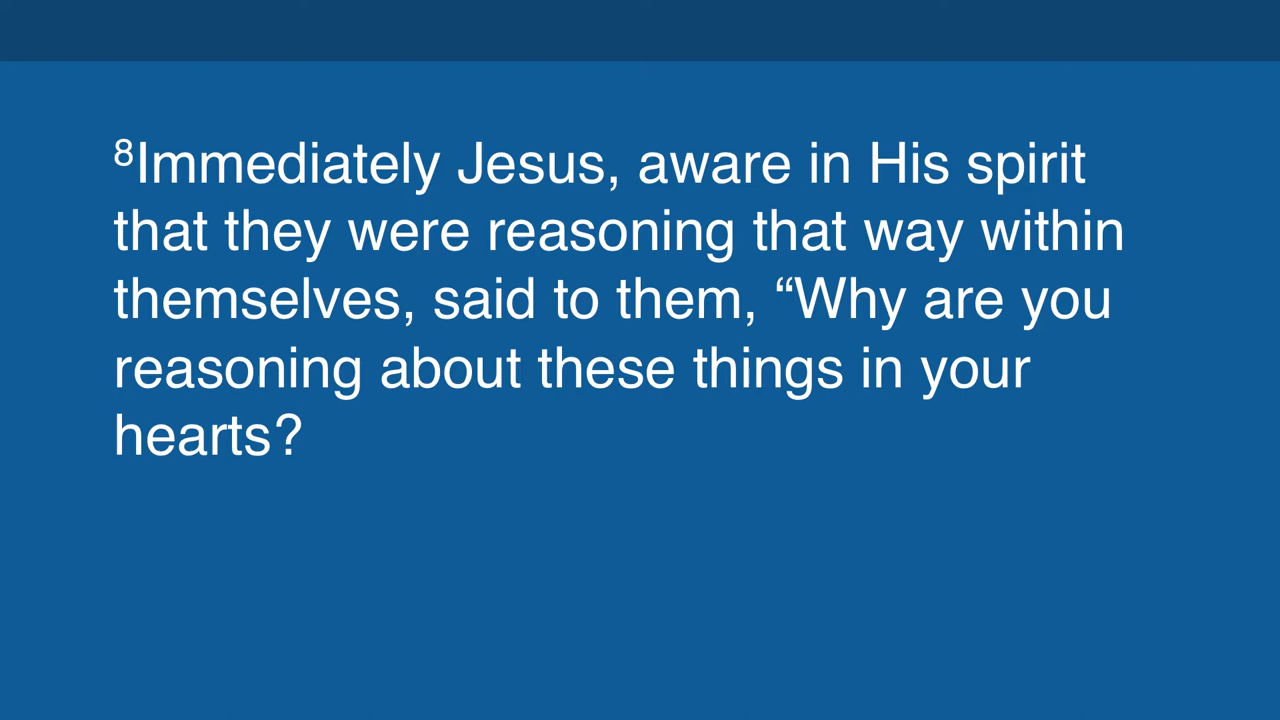 ⁸Immediately Jesus, aware in His spirit
that they were reasoning that way within
themselves, said to them, “Why are you
reasoning about these things in your
hearts?